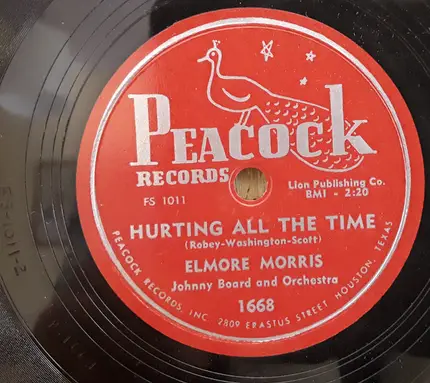 PEACOCK
RECORDS
FS 1011
Lion Publishing Co.
BMI - 2:20
HURTING ALL THE TIME
(Robey-Washington-Scott)
ELMORE MORRIS
Johnny Board and Orchestra
1668
PEACOCK RECORDS, INC 2809 ERASTUS STREET HOUSTON, TEXAS